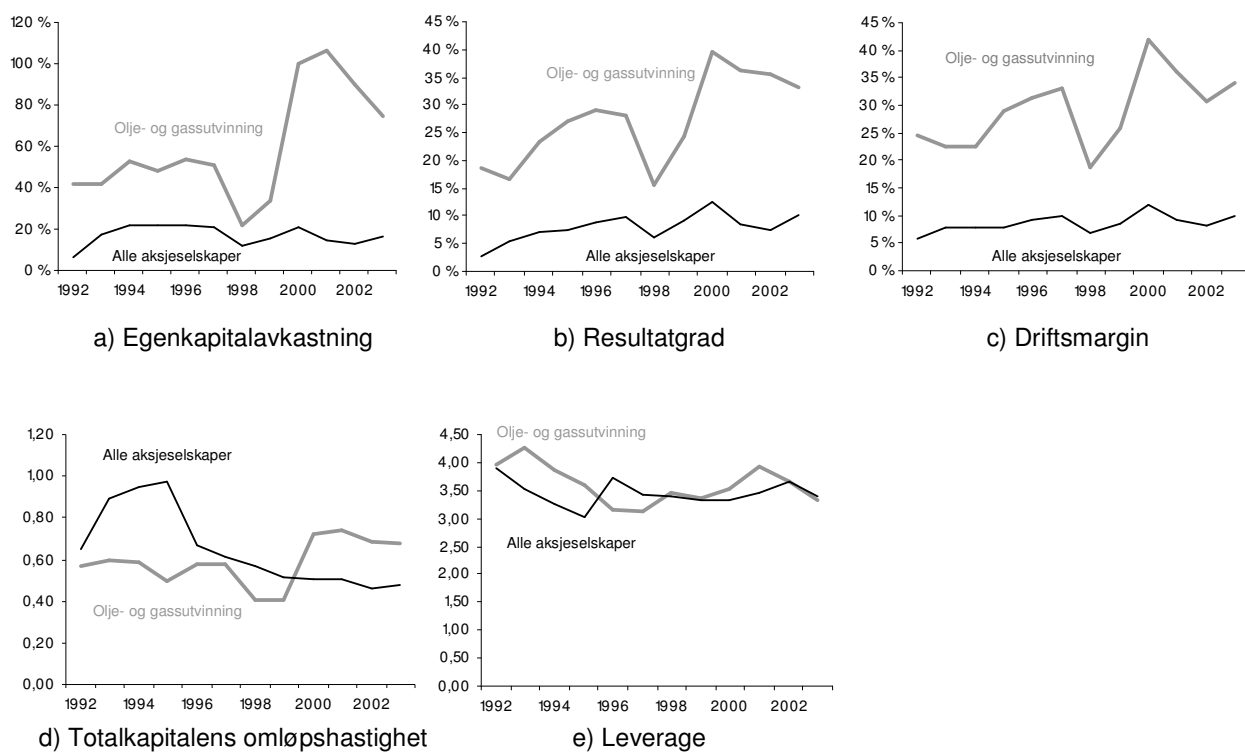 120 %
100 %
80 %
60 %
40 %
20 %
0 %
Olje- og gassutvinning
Alle aksjeselskaper
1992 1994 1996 1998 2000 2002
a) Egenkapitalavkastning
45 %
40 %
35 %
30 %
25 %
20 %
15 %
10 %
5 %
0 %
Olje- og gassutvinning
Alle aksjeselskaper
1992 1994 1996 1998 2000 2002
b) Resultatgrad
45 %
40 %
35 %
30 %
25 %
20 %
15 %
10 %
5 %
0 %
Olje- og gassutvinning
Alle aksjeselskaper
1992 1994 1996 1998 2000 2002
c) Driftsmargin
1,20
1,00
0,80
0,60
0,40
0,20
0,00
Alle aksjeselskaper
Olje- og gassutvinning
1992 1994 1996 1998 2000 2002
d) Totalkapitalens omløpshastighet
4,50
4,00
3,50
3,00
2,50
2,00
1,50
1,00
0,50
0,00
Olje- og gassutvinning
Alle aksjeselskaper
1992 1994 1996 1998 2000 2002
e) Leverage